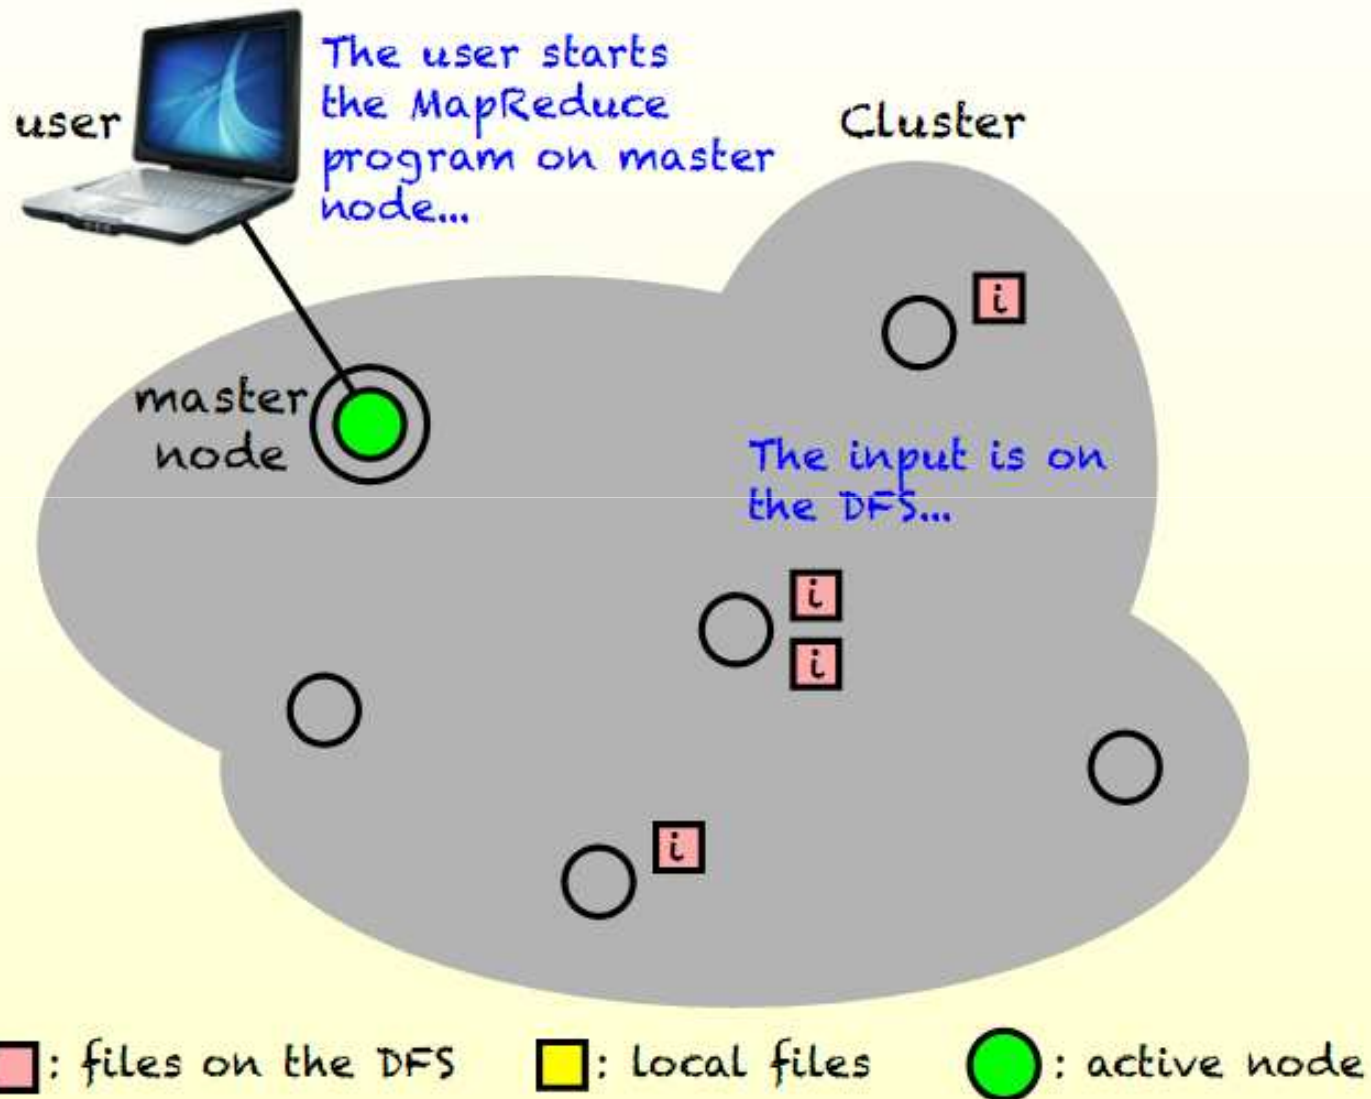 user
The user starts
the MapReduce
program on master
node...
Cluster
i
master
node
The input is on
the DFS...
i
i
i
: files on the DFS
: local files
: active node